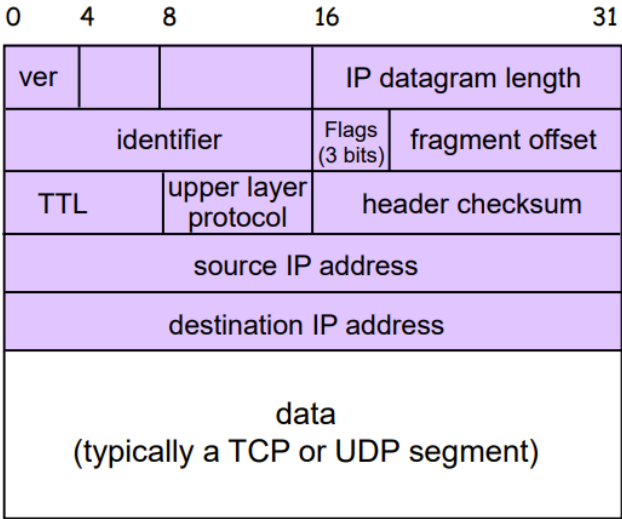 0 4 8 16 31
ver IP datagram length
identifier Flags (3 bits) fragment offset
TTL upper layer protocol header checksum
source IP address
destination IP address
data
(typically a TCP or UDP segment)